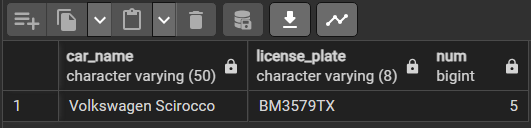 car_name license_plate num
character varying (50) character varying (8) bigint
1 Volkswagen Scirocco BM3579TX 5